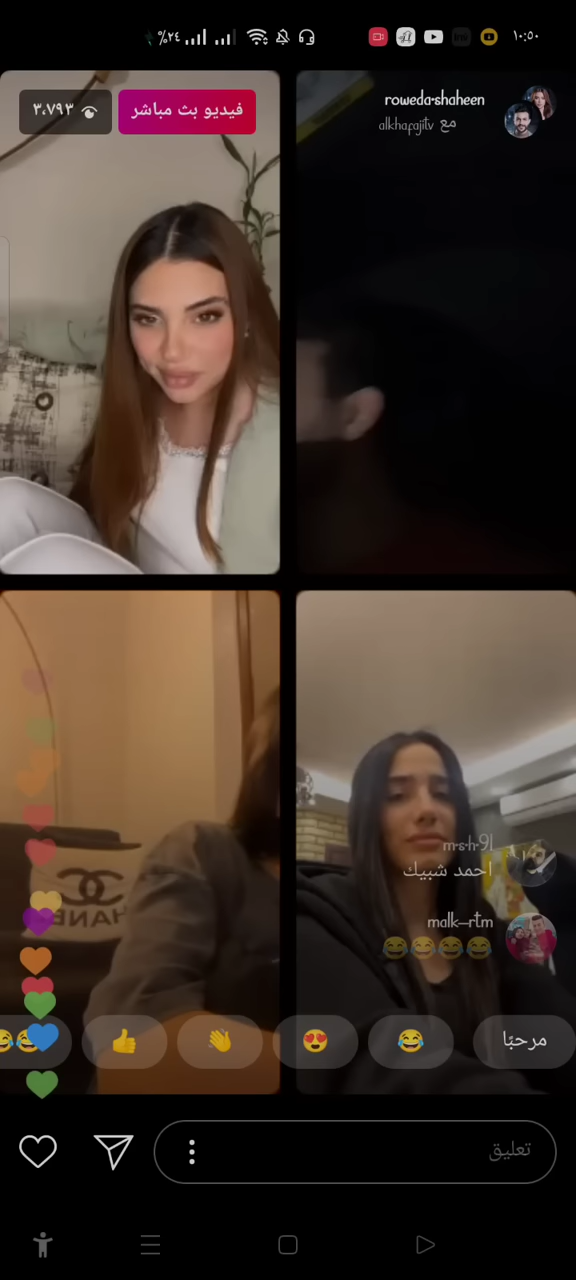 ١٠:٥٠
%٢٤
roweda.shaheen
مع alkhafajitv
فيديو بث مباشر
٣،٧٩٣
CHANEL
m.s.h.91
احمد شبيك
malk_rtm
😂😂😂😂
مرحبًا
تعليق